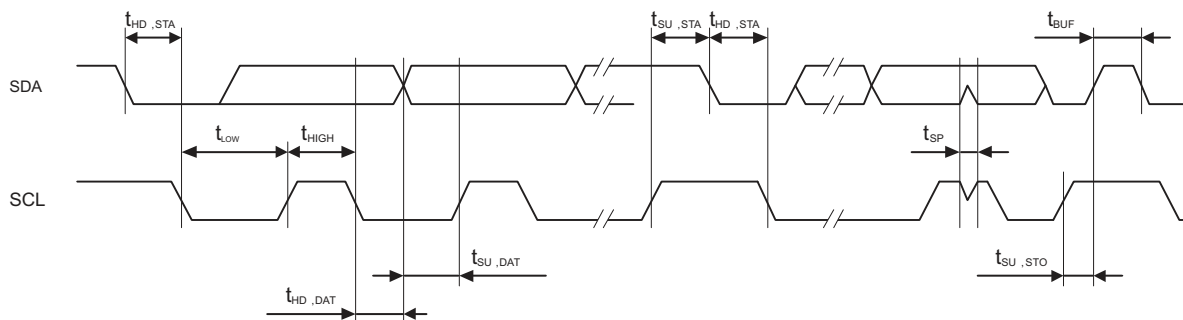 tHD ,STA
tSU ,STA
tHD ,STA
tBUF
SDA
tLOW
tHIGH
tSP
SCL
tSU ,DAT
tSU ,STO
tHD ,DAT